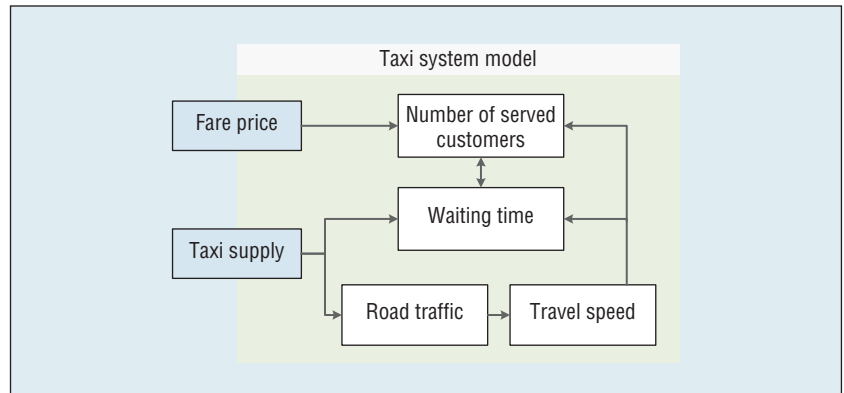 Taxi system model
Fare price
Number of served
customers
Waiting time
Taxi supply
Road traffic
Travel speed